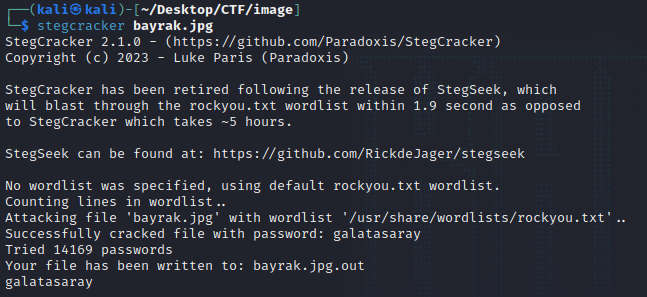 ┌──(kali㉿kali)-[~/Desktop/CTF/image]
└─$ stegcracker bayrak.jpg
StegCracker 2.1.0 - (https://github.com/Paradoxis/StegCracker)
Copyright (c) 2023 - Luke Paris (Paradoxis)
StegCracker has been retired following the release of StegSeek, which
will blast through the rockyou.txt wordlist within 1.9 second as opposed
to StegCracker which takes ~5 hours.
StegSeek can be found at: https://github.com/RickdeJager/stegseek
No wordlist was specified, using default rockyou.txt wordlist.
Counting lines in wordlist..
Attacking file 'bayrak.jpg' with wordlist '/usr/share/wordlists/rockyou.txt'..
Successfully cracked file with password: galatasaray
Tried 14169 passwords
Your file has been written to: bayrak.jpg.out
galatasaray